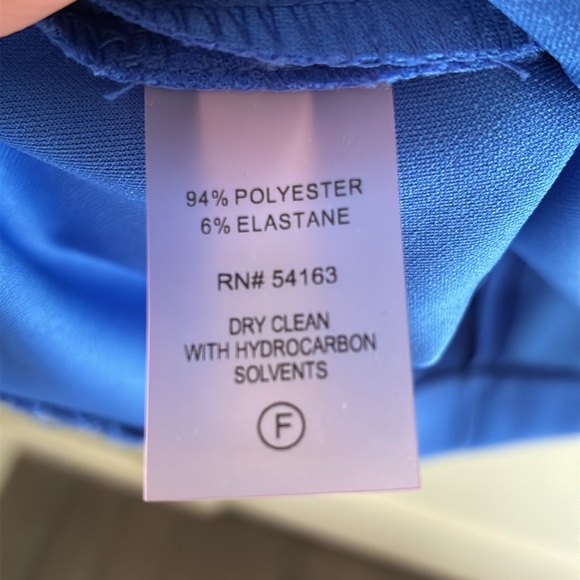 94% POLYESTER
6% ELASTANE
RN# 54163
DRY CLEAN
WITH HYDROCARBON
SOLVENTS
F